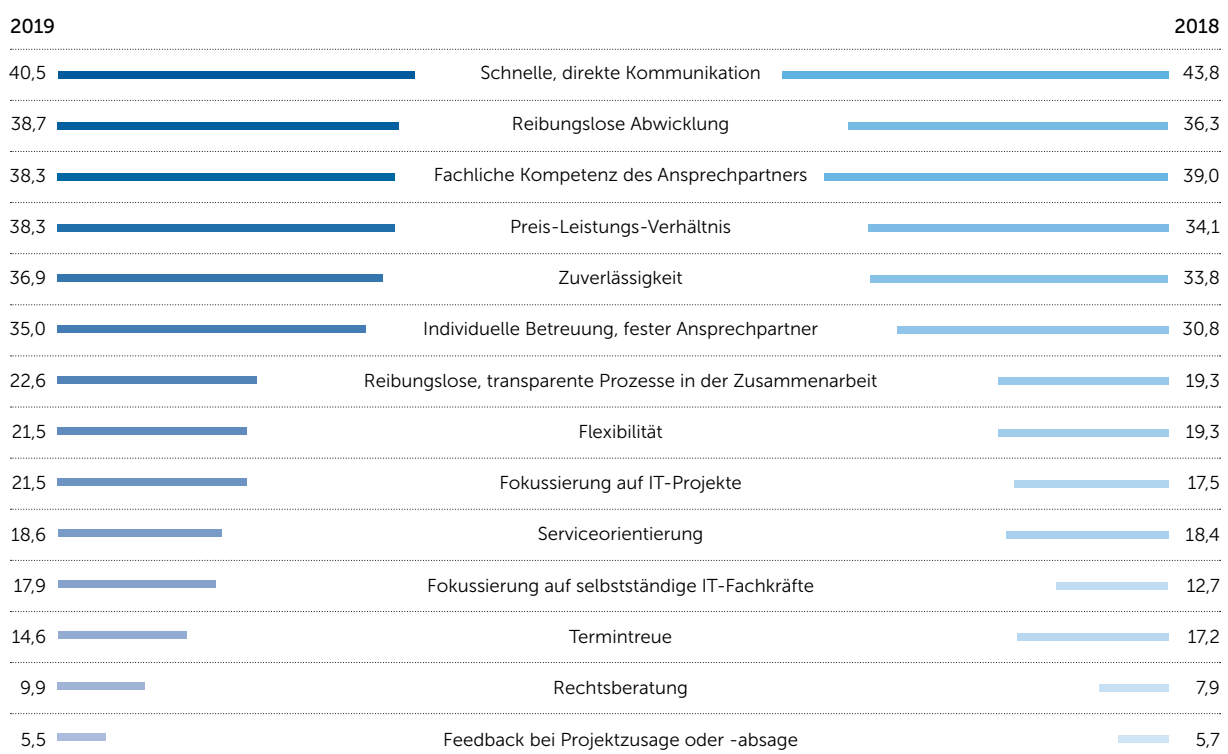 2019 2018
40,5 Schnelle, direkte Kommunikation 43,8
38,7 Reibungslose Abwicklung 36,3
38,3 Fachliche Kompetenz des Ansprechpartners 39,0
38,3 Preis-Leistungs-Verhältnis 34,1
36,9 Zuverlässigkeit 33,8
35,0 Individuelle Betreuung, fester Ansprechpartner 30,8
22,6 Reibungslose, transparente Prozesse in der Zusammenarbeit 19,3
21,5 Flexibilität 19,3
21,5 Fokussierung auf IT-Projekte 17,5
18,6 Serviceorientierung 18,4
17,9 Fokussierung auf selbstständige IT-Fachkräfte 12,7
14,6 Termintreue 17,2
9,9 Rechtsberatung 7,9
5,5 Feedback bei Projektzusage oder -absage 5,7